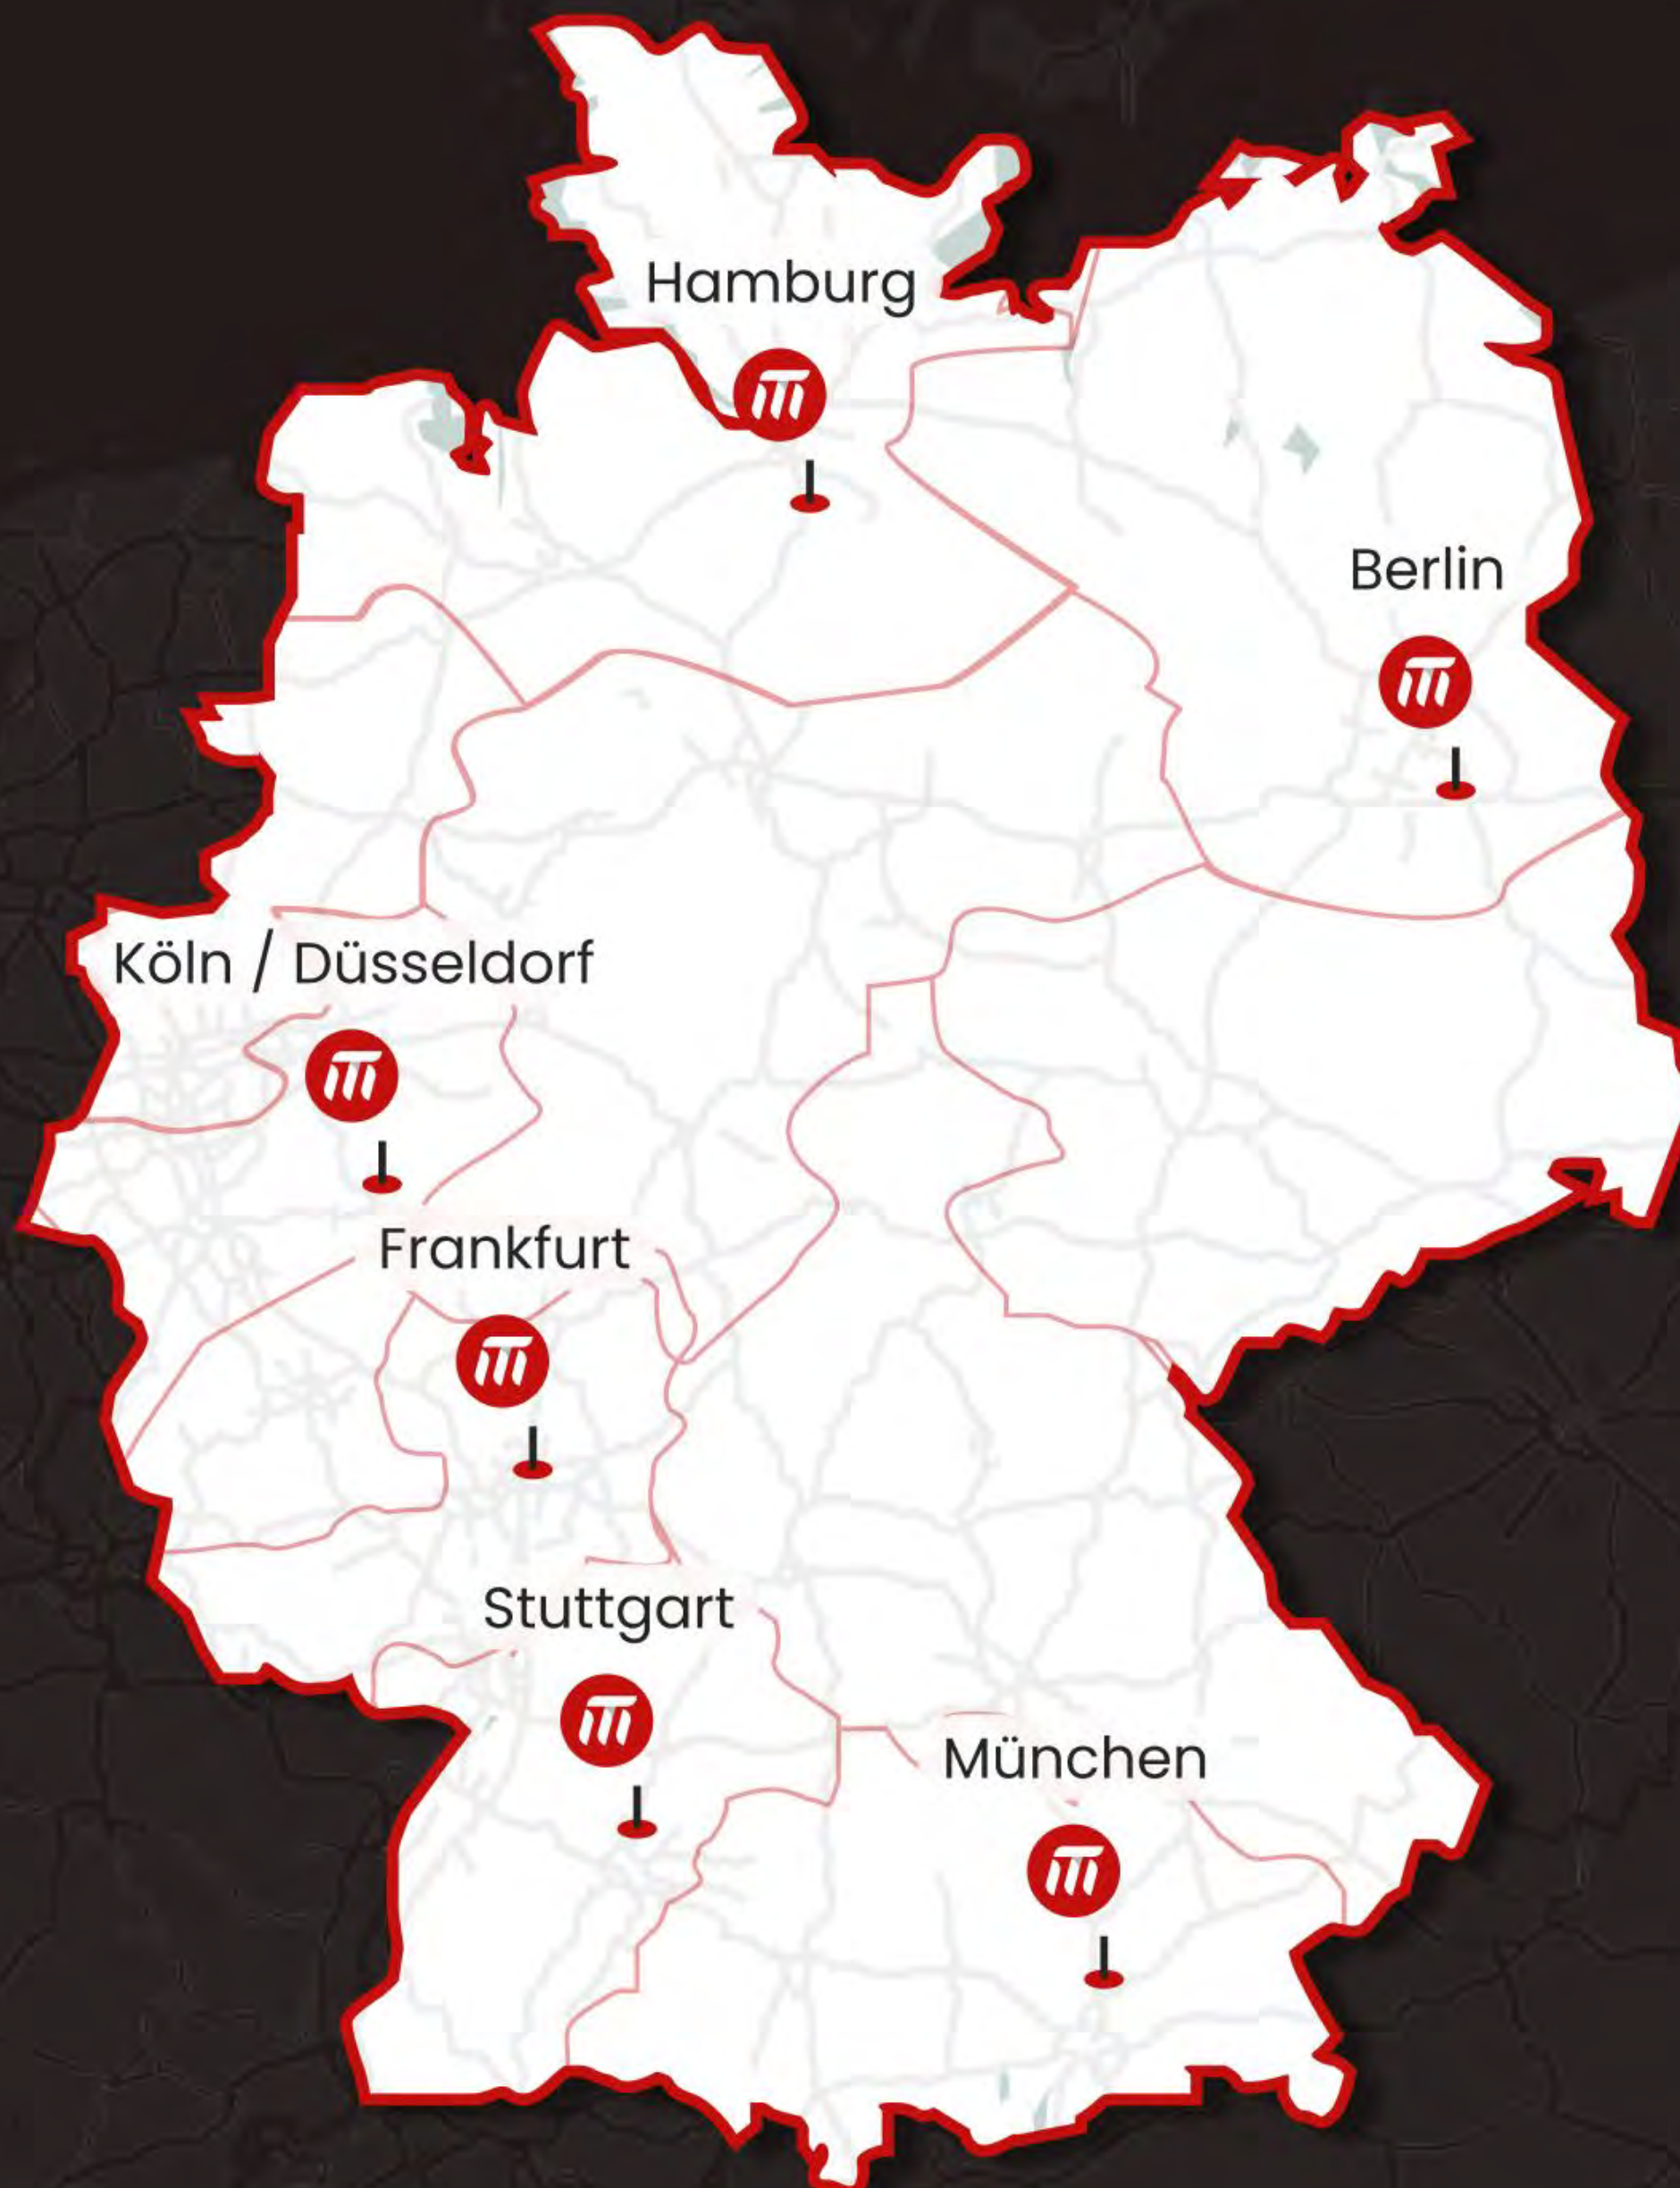 Hamburg
Berlin
Köln / Düsseldorf
Frankfurt
Stuttgart
München